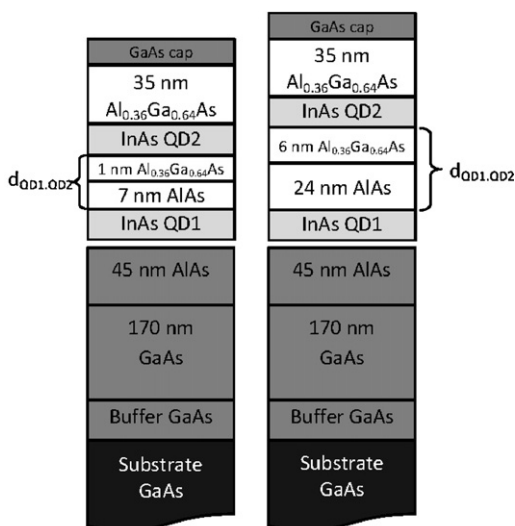 GaAs cap
35 nm
Al₀.₃₆Ga₀.₆₄As
InAs QD2
1 nm Al₀.₃₆Ga₀.₆₄As
7 nm AlAs
InAs QD1
dQD1.QD2
45 nm AlAs
170 nm
GaAs
Buffer GaAs
Substrate
GaAs
GaAs cap
35 nm
Al₀.₃₆Ga₀.₆₄As
InAs QD2
6 nm Al₀.₃₆Ga₀.₆₄As
24 nm AlAs
InAs QD1
dQD1.QD2
45 nm AlAs
170 nm
GaAs
Buffer GaAs
Substrate
GaAs